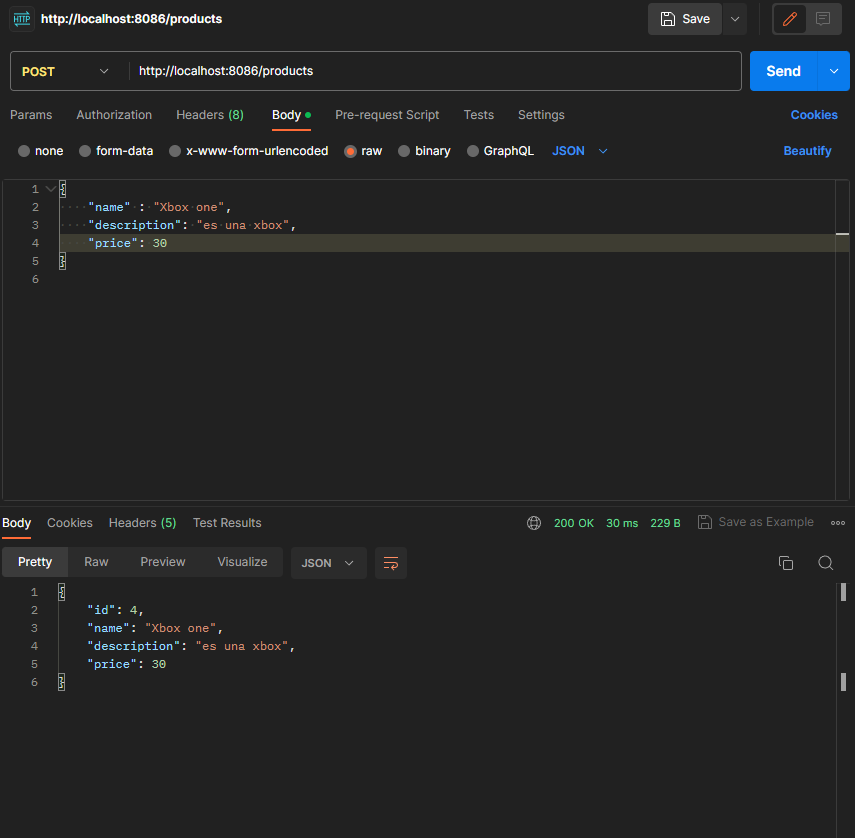 HTTP http://localhost:8086/products Save
POST http://localhost:8086/products Send
Params Authorization Headers (8) Body Pre-request Script Tests Settings Cookies
none form-data x-www-form-urlencoded raw binary GraphQL JSON Beautify
1 {
2 "name" : "Xbox one",
3 "description": "es una xbox",
4 "price": 30
5 }
6
Body Cookies Headers (5) Test Results 200 OK 30 ms 229 B Save as Example
Pretty Raw Preview Visualize JSON
1 {
2 "id": 4,
3 "name": "Xbox one",
4 "description": "es una xbox",
5 "price": 30
6 }